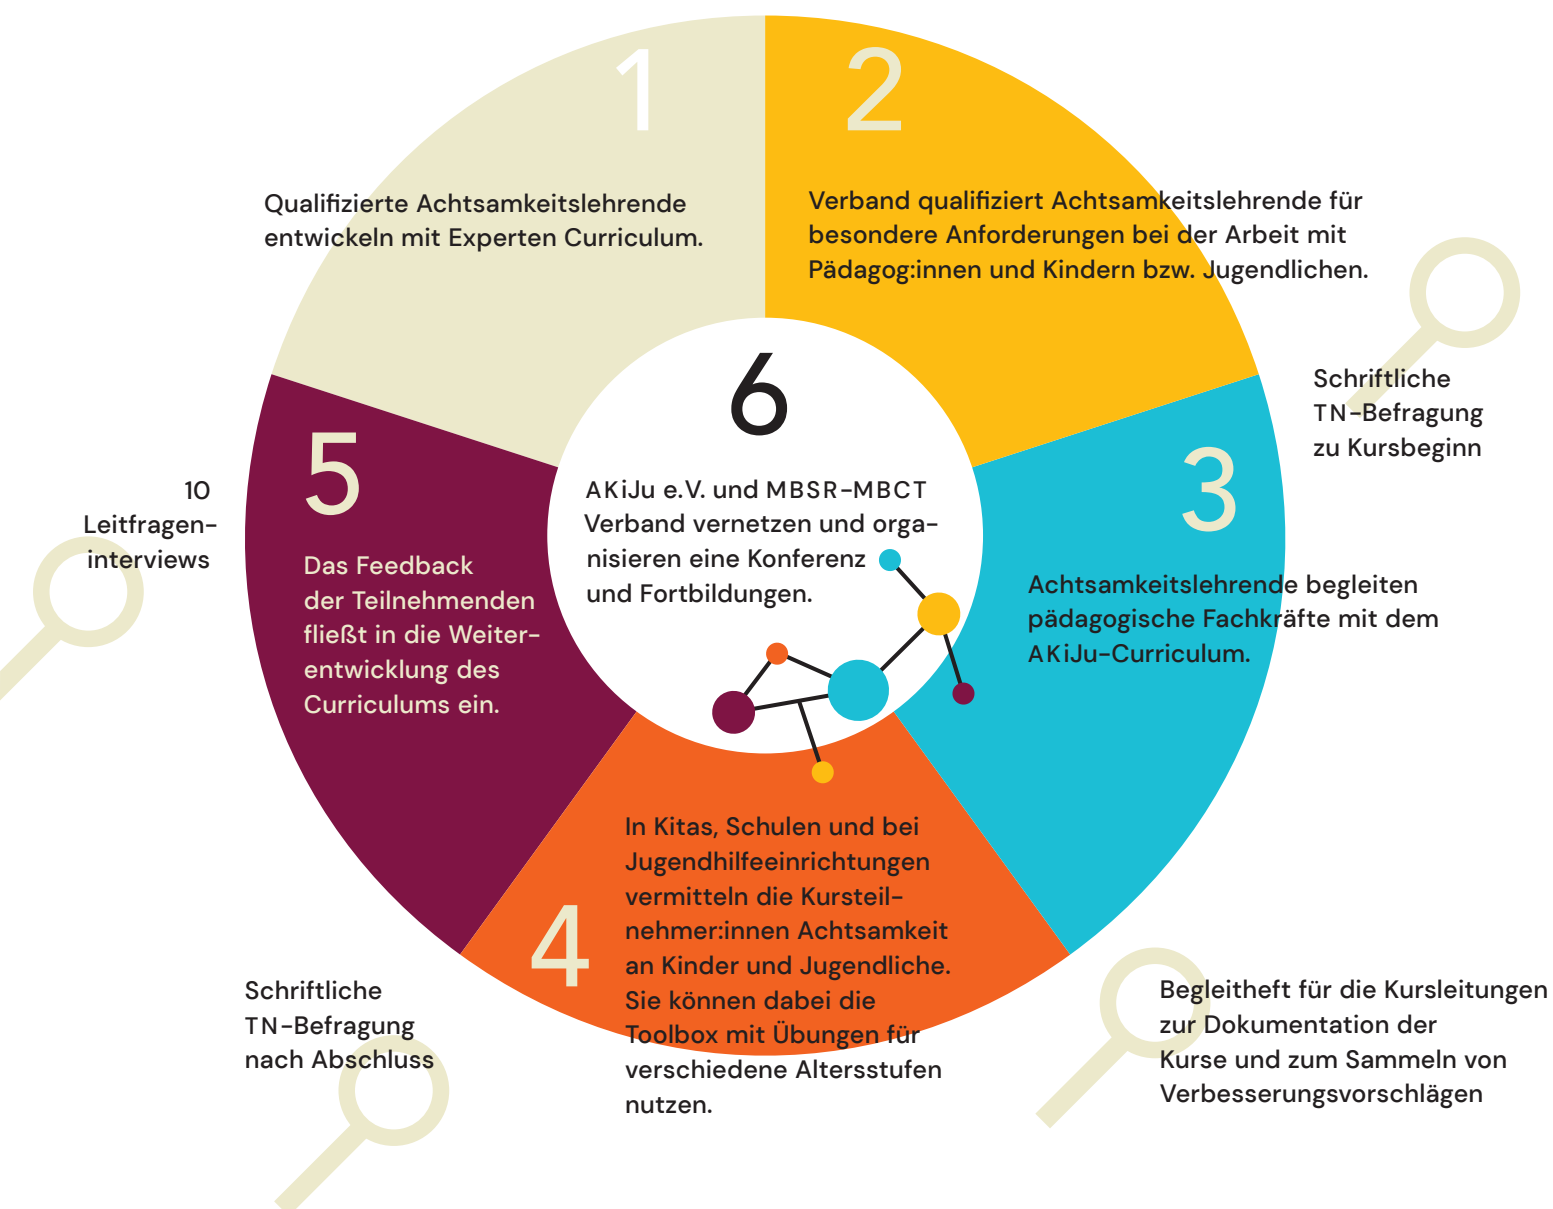 1
Qualifizierte Achtsamkeitslehrende
entwickeln mit Experten Curriculum.
2
Verband qualifiziert Achtsamkeitslehrende für
besondere Anforderungen bei der Arbeit mit
Pädagog:innen und Kindern bzw. Jugendlichen.
Schriftliche
TN-Befragung
zu Kursbeginn
3
Achtsamkeitslehrende begleiten
pädagogische Fachkräfte mit dem
AKiJu-Curriculum.
Begleitheft für die Kursleitungen
zur Dokumentation der
Kurse und zum Sammeln von
Verbesserungsvorschlägen
4
In Kitas, Schulen und bei
Jugendhilfeeinrichtungen
vermitteln die Kursteil-
nehmer:innen Achtsamkeit
an Kinder und Jugendliche.
Sie können dabei die
Toolbox mit Übungen für
verschiedene Altersstufen
nutzen.
Schriftliche
TN-Befragung
nach Abschluss
5
Das Feedback
der Teilnehmenden
fließt in die Weiter-
entwicklung des
Curriculums ein.
10
Leitfragen-
interviews
6
AKiJu e.V. und MBSR-MBCT
Verband vernetzen und orga-
nisieren eine Konferenz
und Fortbildungen.